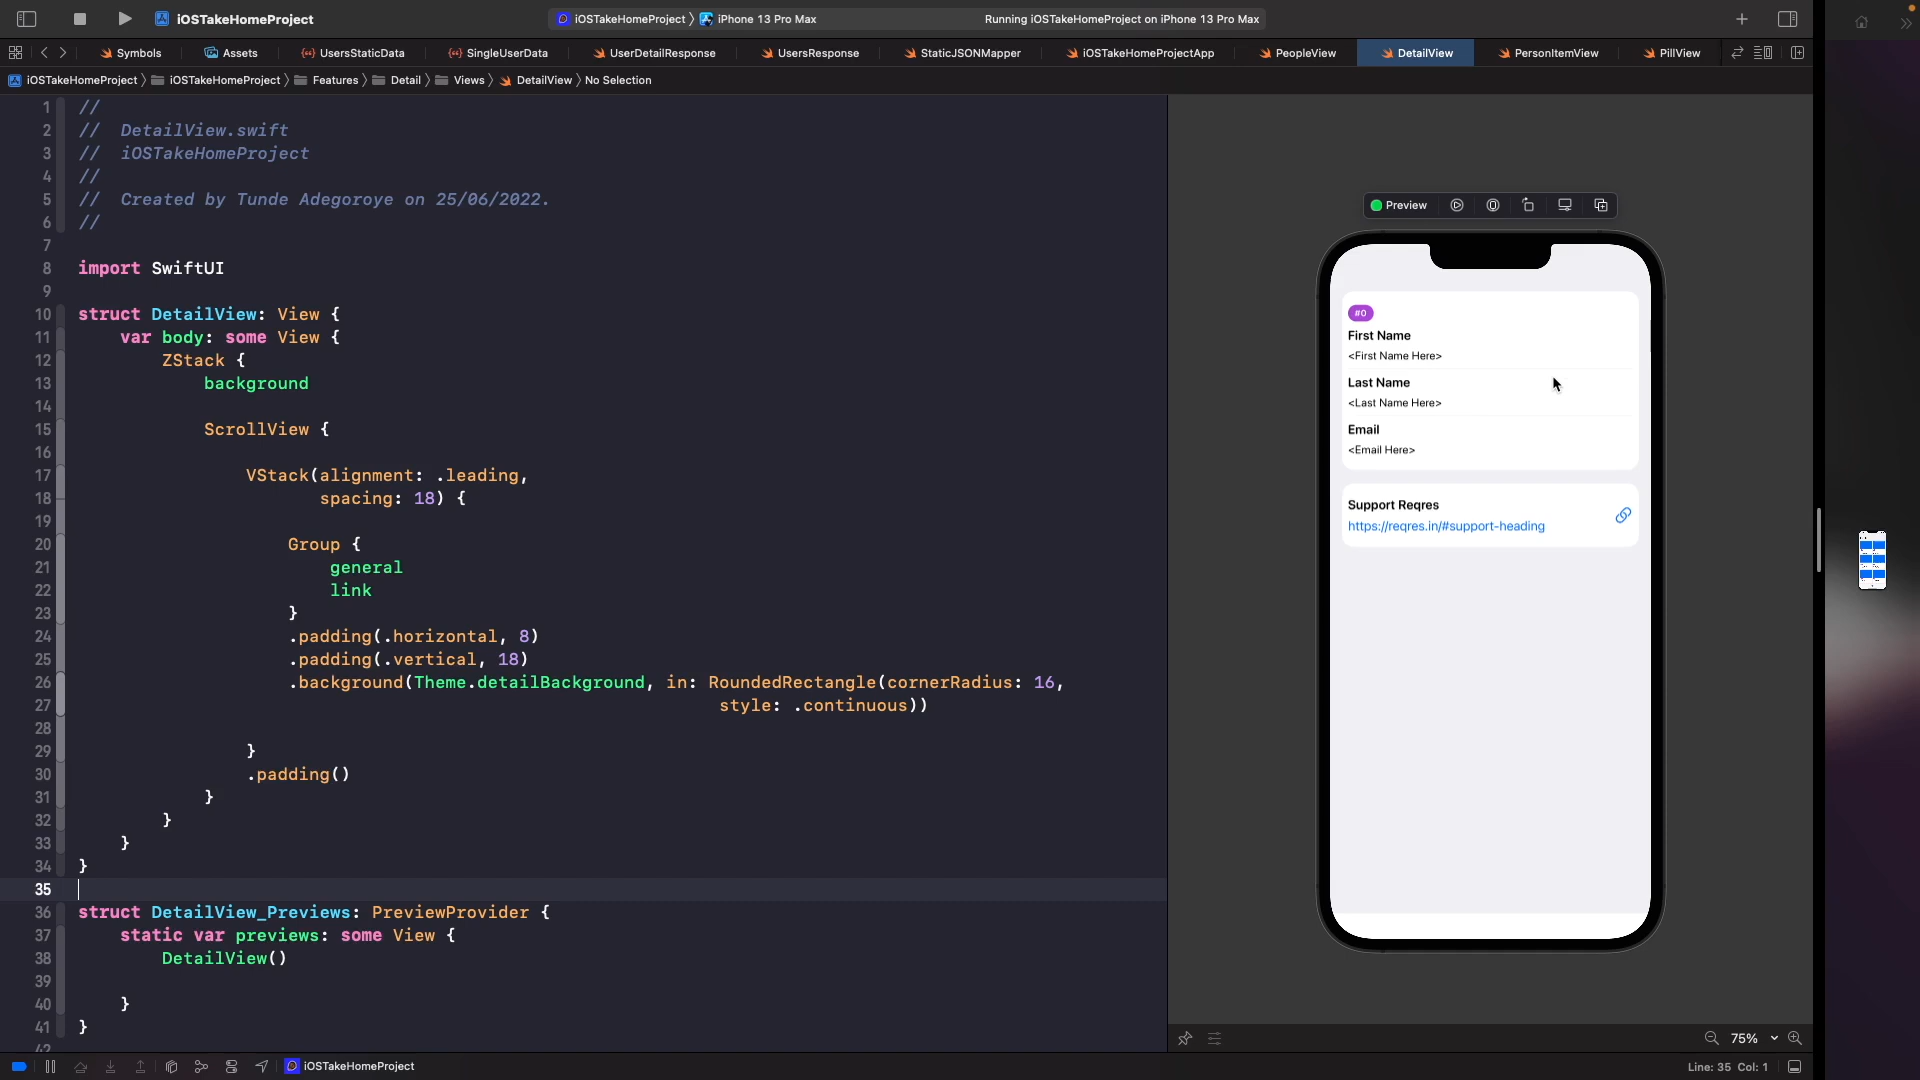 iOSTakeHomeProject
iOSTakeHomeProject iPhone 13 Pro Max
Running iOSTakeHomeProject on iPhone 13 Pro Max
Symbols Assets UsersStaticData SingleUserData UserDetailResponse UsersResponse StaticJSONMapper iOSTakeHomeProjectApp PeopleView DetailView PersonItemView PillView
iOSTakeHomeProject iOSTakeHomeProject Features Detail Views DetailView No Selection
1 //
2 //  DetailView.swift
3 //  iOSTakeHomeProject
4 //
5 //  Created by Tunde Adegoroye on 25/06/2022.
6 //
7
8 import SwiftUI
9
10 struct DetailView: View {
11     var body: some View {
12         ZStack {
13             background
14
15             ScrollView {
16
17                 VStack(alignment: .leading,
18                        spacing: 18) {
19
20                     Group {
21                         general
22                         link
23                     }
24                     .padding(.horizontal, 8)
25                     .padding(.vertical, 18)
26                     .background(Theme.detailBackground, in: RoundedRectangle(cornerRadius: 16,
27                                                              style: .continuous))
28
29                 }
30                 .padding()
31             }
32         }
33     }
34 }
35
36 struct DetailView_Previews: PreviewProvider {
37     static var previews: some View {
38         DetailView()
39
40     }
41 }
42
Preview
#0
First Name
<First Name Here>
Last Name
<Last Name Here>
Email
<Email Here>
Support Reqres
https://reqres.in/#support-heading
75%
iOSTakeHomeProject
Line: 35 Col: 1